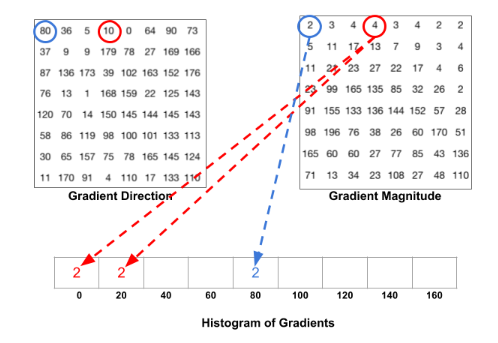 80 36 5 10 0 64 90 73
37 9 9 179 78 27 169 166
87 136 173 39 102 163 152 176
76 13 1 168 159 22 125 143
120 70 14 150 145 144 145 143
58 86 119 98 100 101 133 113
30 65 157 75 78 165 145 124
11 170 91 4 110 17 133 110
Gradient Direction
2 3 4 4 3 4 2 2
5 11 17 13 7 9 3 4
11 21 23 27 22 17 4 6
23 99 165 135 85 32 26 2
91 155 133 136 144 152 57 28
98 196 76 38 26 60 170 51
165 60 60 27 77 85 43 136
71 13 34 23 108 27 48 110
Gradient Magnitude
2 2 2
0 20 40 60 80 100 120 140 160
Histogram of Gradients